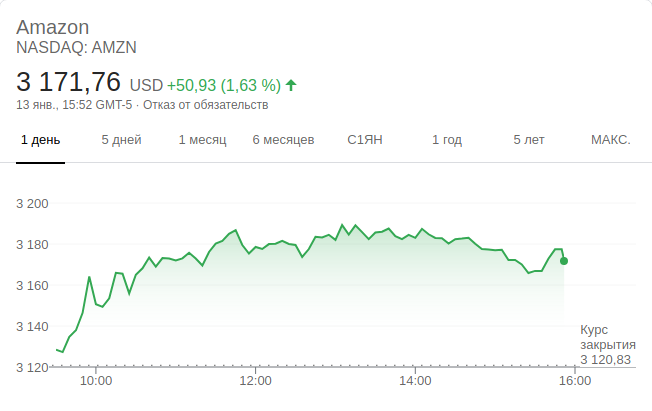 Amazon
NASDAQ: AMZN
3 171,76 USD +50,93 (1,63 %)
13 янв., 15:52 GMT-5 · Отказ от обязательств
1 день 5 дней 1 месяц 6 месяцев С1ЯН 1 год 5 лет МАКС.
3 200
3 180
3 160
3 140
3 120
Курс
закрытия
3 120,83
10:00 12:00 14:00 16:00